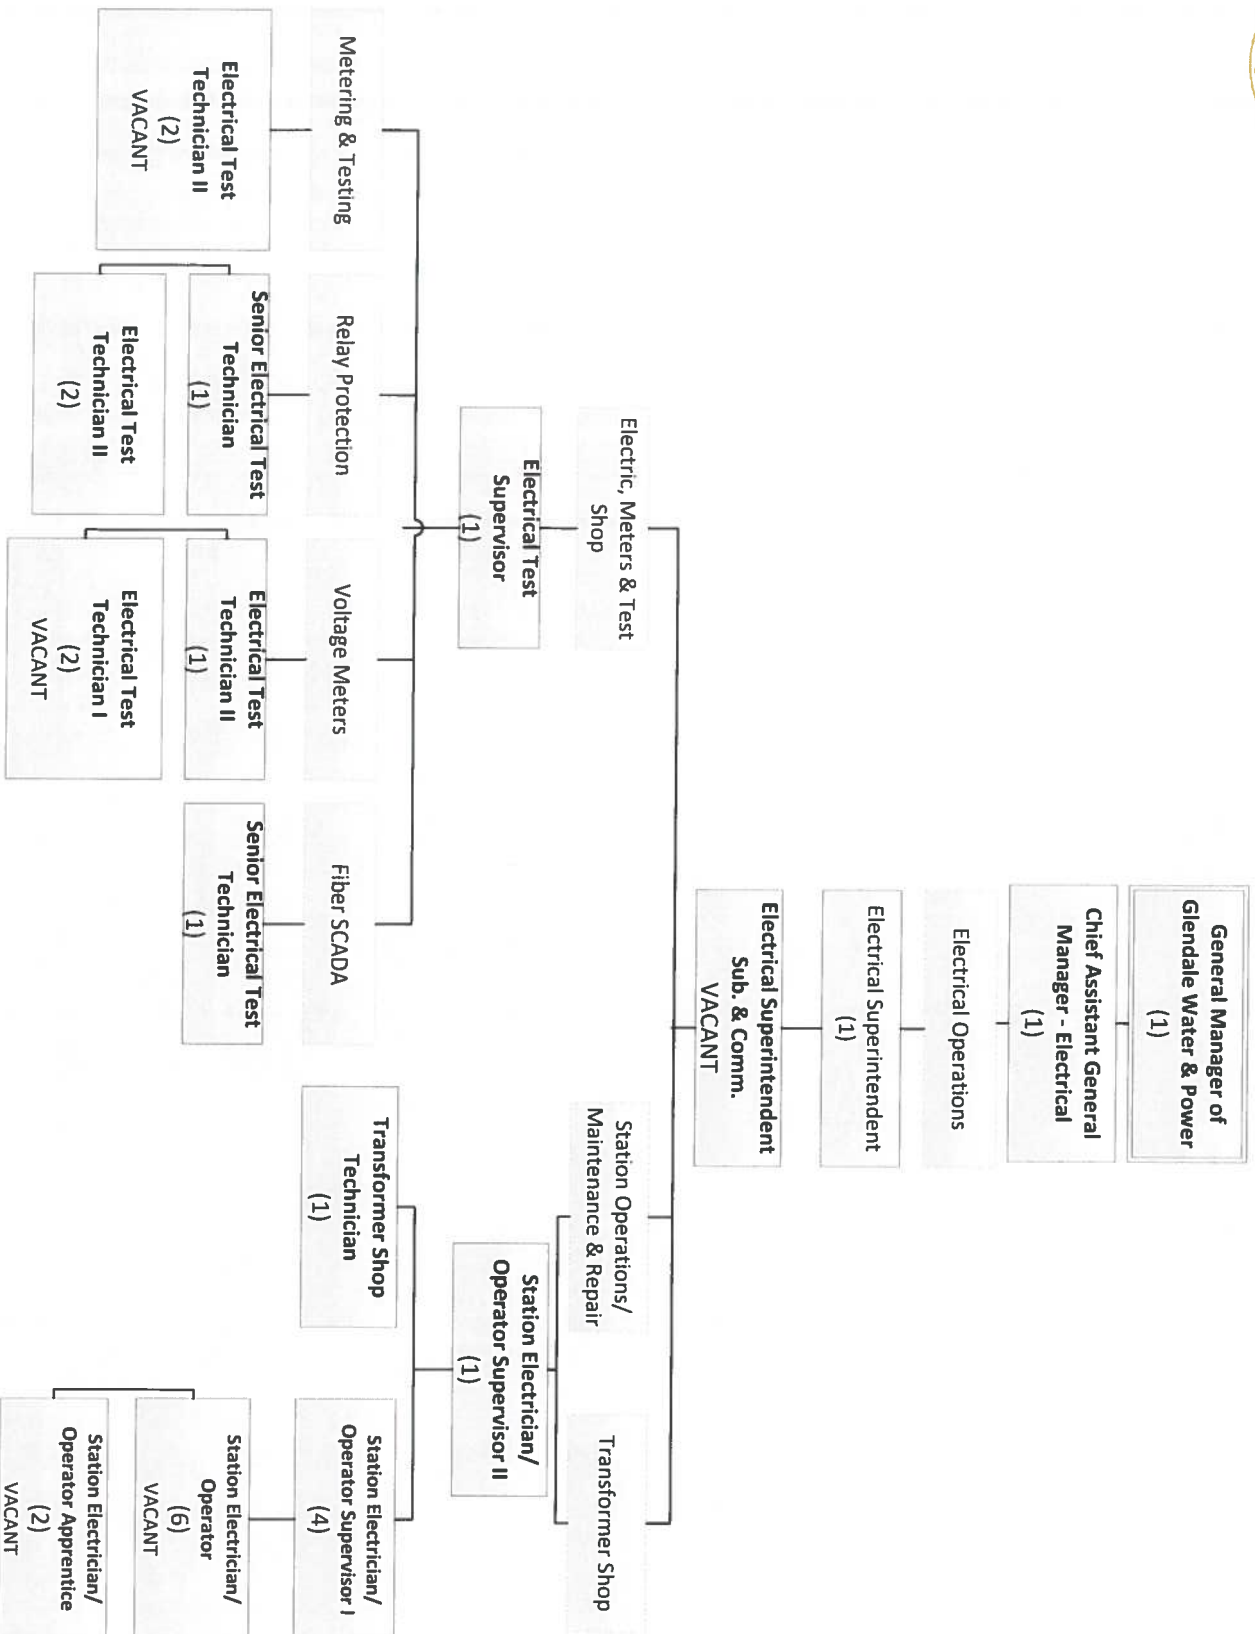 General Manager of
Glendale Water & Power
(1)
Chief Assistant General
Manager - Electrical
(1)
Electrical Operations
Electrical Superintendent
(1)
Electrical Superintendent
Sub. & Comm.
VACANT
Electric, Meters & Test
Shop
Station Operations/
Maintenance & Repair
Transformer Shop
Electrical Test
Supervisor
(1)
Station Electrician/
Operator Supervisor II
(1)
Metering & Testing
Relay Protection
Voltage Meters
Fiber SCADA
Transformer Shop
Technician
(1)
Station Electrician/
Operator Supervisor I
(4)
Electrical Test
Technician II
(2)
VACANT
Senior Electrical Test
Technician
(1)
Electrical Test
Technician II
(1)
Senior Electrical Test
Technician
(1)
Station Electrician/
Operator
(6)
VACANT
Electrical Test
Technician II
(2)
Electrical Test
Technician I
(2)
VACANT
Station Electrician/
Operator Apprentice
(2)
VACANT